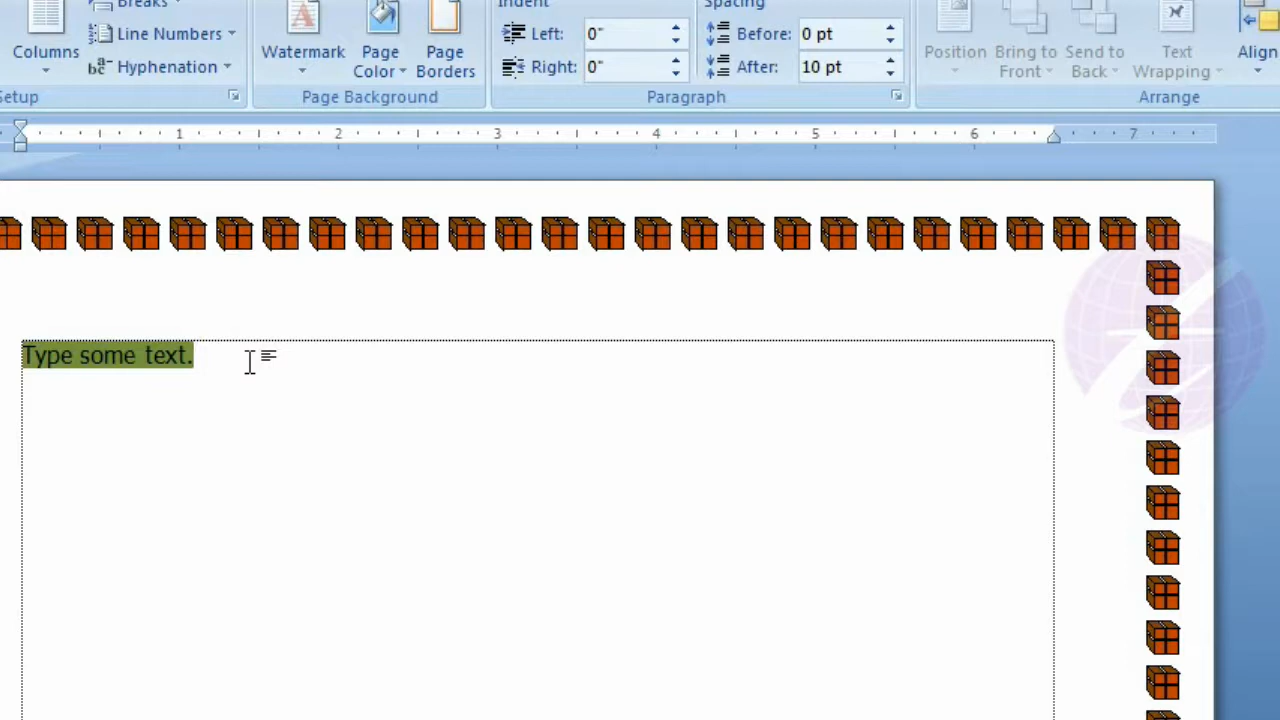 Breaks
Indent
Spacing
Columns
Line Numbers
Watermark
Page
Color
Page
Borders
Left: 0"
Before: 0 pt
Position
Bring to
Front
Send to
Back
Text
Wrapping
Align
Hyphenation
Right: 0"
After: 10 pt
Setup
Page Background
Paragraph
Arrange
1 2 3 4 5 6 7
Type some text.